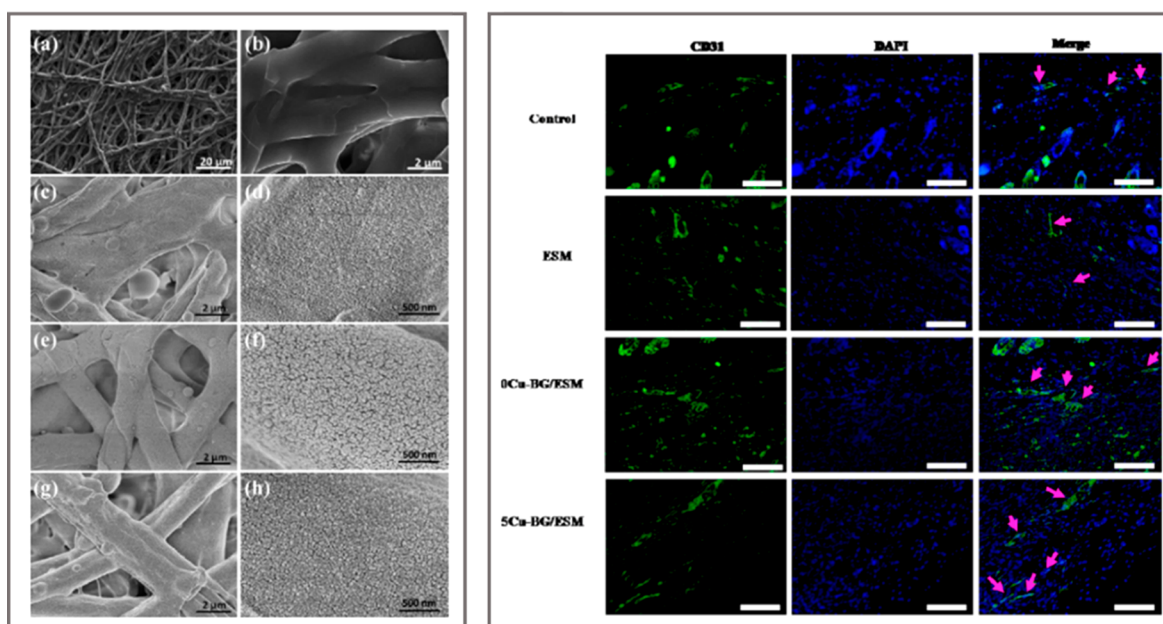 (a)
20 μm
(b)
2 μm
(c)
2 μm
(d)
500 nm
(e)
2 μm
(f)
500 nm
(g)
2 μm
(h)
500 nm
CD31 DAPI Merge
Control
ESM
0Cu-BG/ESM
5Cu-BG/ESM